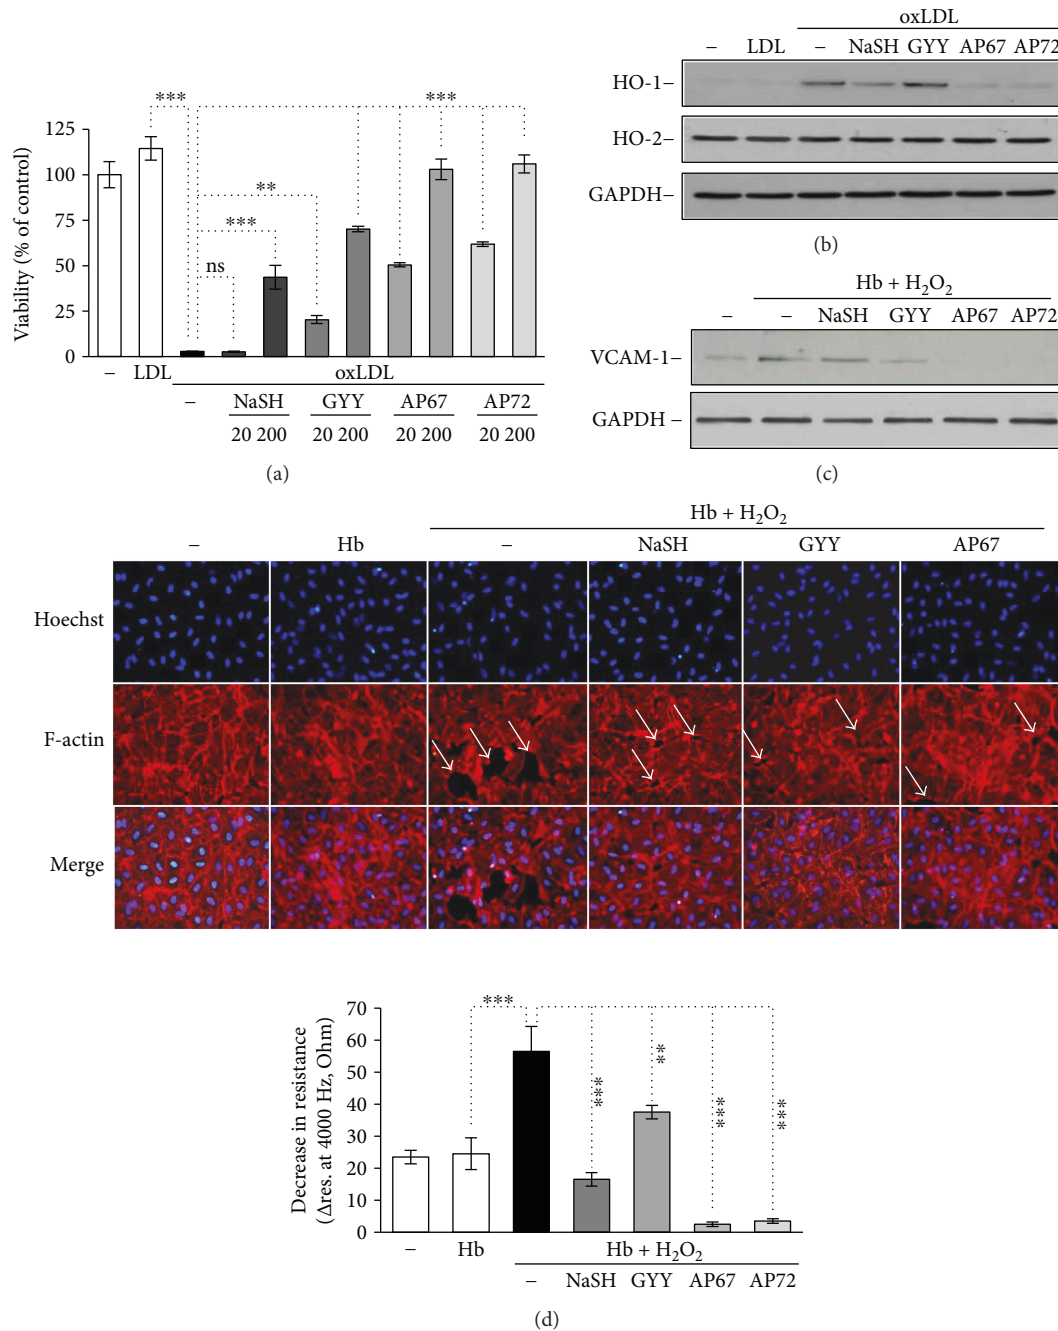 oxLDL
– LDL – NaSH GYY AP67 AP72
HO-1–
HO-2–
GAPDH–
(b)
Viability (% of control)
125
100
75
50
25
0
***
***
**
***
ns
– LDL oxLDL
– NaSH GYY AP67 AP72
20 200 20 200 20 200 20 200
(a)
Hb + H₂O₂
– – NaSH GYY AP67 AP72
VCAM-1–
GAPDH –
(c)
Hb + H₂O₂
– Hb – NaSH GYY AP67
Hoechst
F-actin
Merge
Decrease in resistance
(Δres. at 4000 Hz, Ohm)
70
60
50
40
30
20
10
0
***
***
**
***
***
– Hb Hb + H₂O₂
– NaSH GYY AP67 AP72
(d)